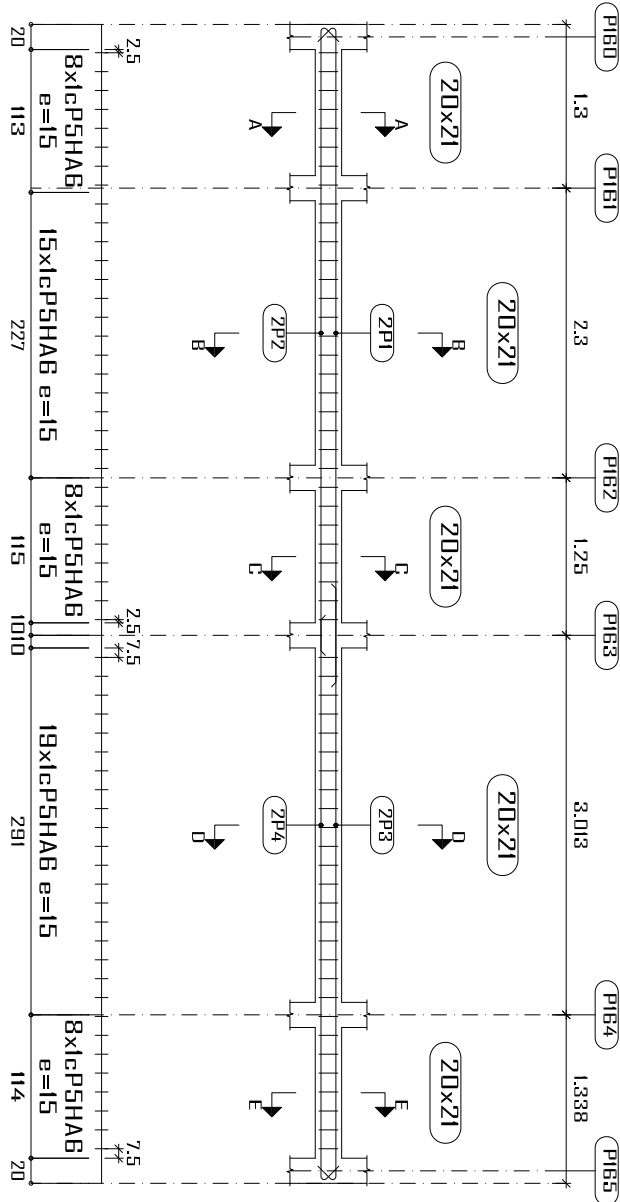 P160
P161
P162
P163
P164
P165
1.3
2.3
1.25
3.013
1.338
20x21
20x21
20x21
20x21
20x21
A
A
B
B
C
C
D
D
E
E
2P1
2P2
2P3
2P4
2.5
2.5
7.5
7.5
8x1cP5HA6
e=15
15x1cP5HA6 e=15
8x1cP5HA6
e=15
19x1cP5HA6 e=15
8x1cP5HA6
e=15
20
113
227
115
10
10
291
114
20